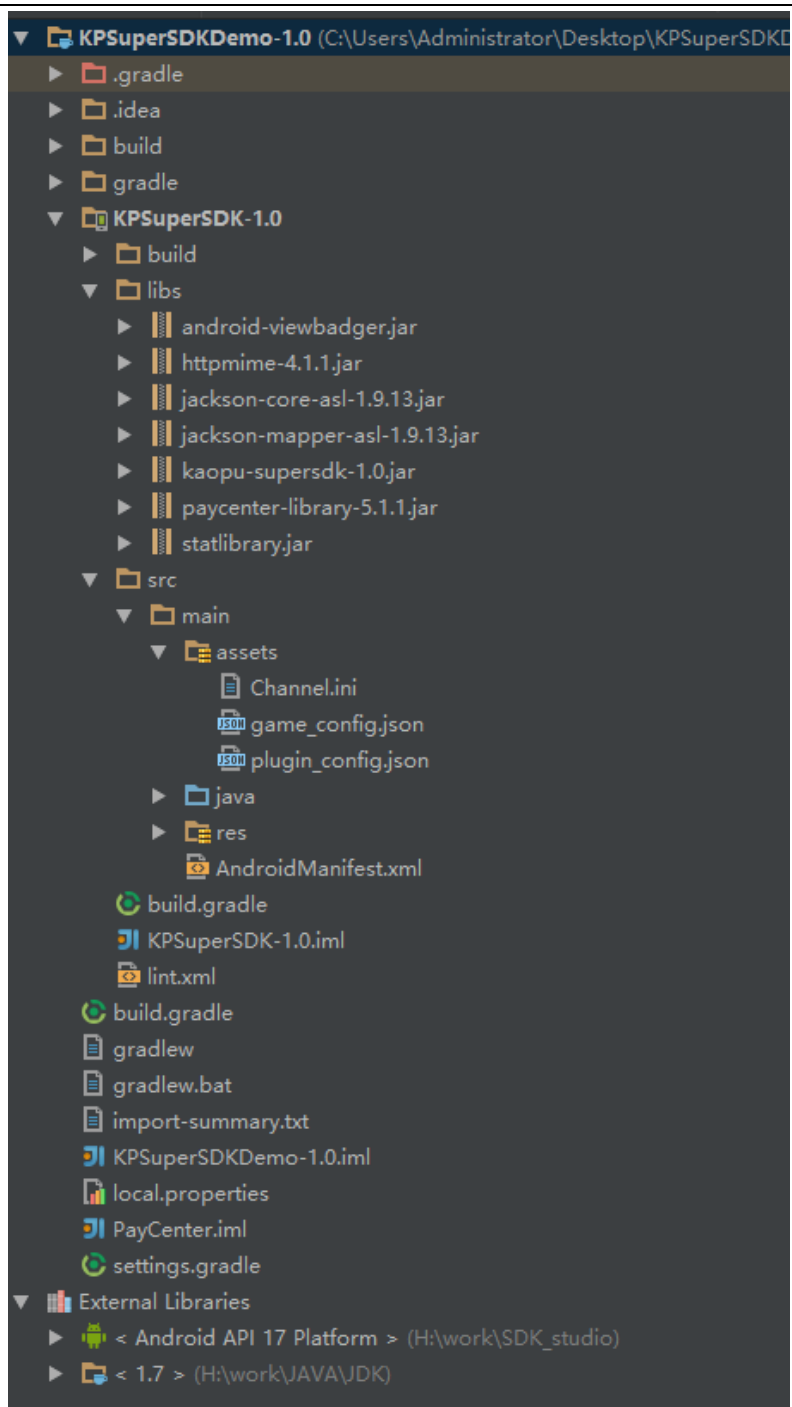 KPSuperSDKDemo-1.0 (C:\Users\Administrator\Desktop\KPSuperSDKD
.gradle
.idea
build
gradle
KPSuperSDK-1.0
build
libs
android-viewbadger.jar
httpmime-4.1.1.jar
jackson-core-asl-1.9.13.jar
jackson-mapper-asl-1.9.13.jar
kaopu-supersdk-1.0.jar
paycenter-library-5.1.1.jar
statlibrary.jar
src
main
assets
Channel.ini
game_config.json
plugin_config.json
java
res
AndroidManifest.xml
build.gradle
KPSuperSDK-1.0.iml
lint.xml
build.gradle
gradlew
gradlew.bat
import-summary.txt
KPSuperSDKDemo-1.0.iml
local.properties
PayCenter.iml
settings.gradle
External Libraries
< Android API 17 Platform > (H:\work\SDK_studio)
< 1.7 > (H:\work\JAVA\JDK)